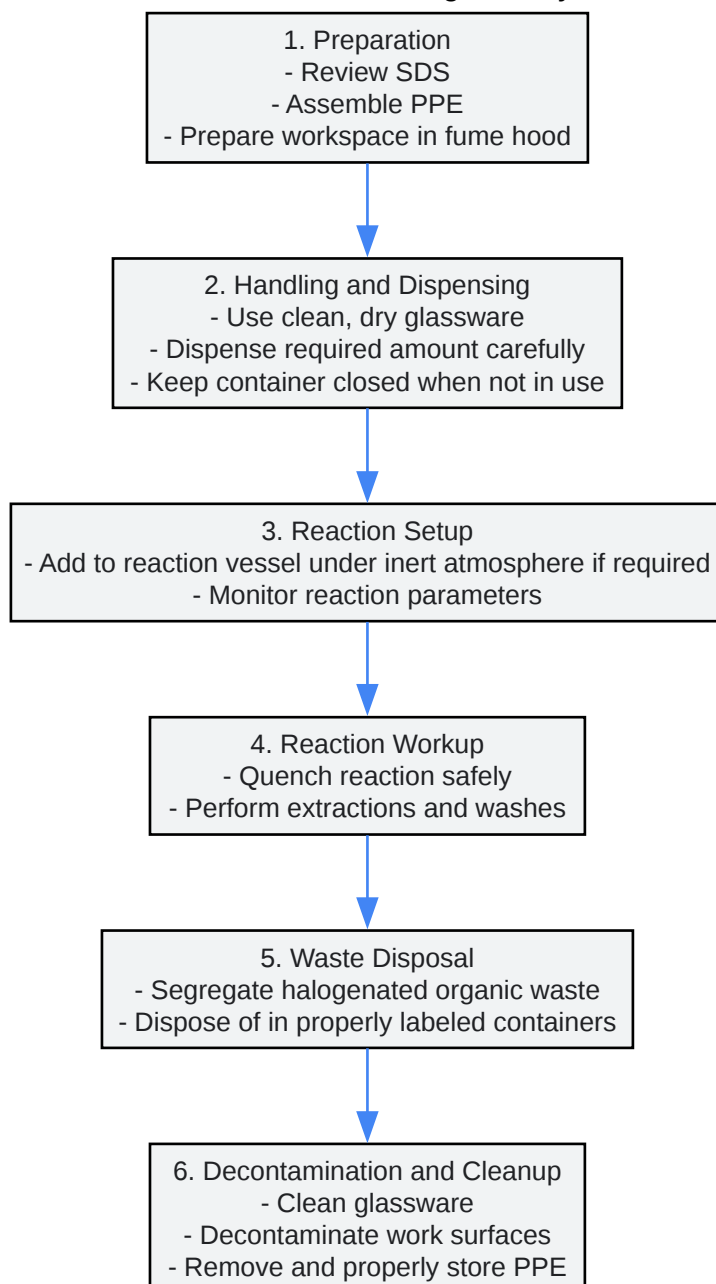 1. Preparation
- Review SDS
- Assemble PPE
- Prepare workspace in fume hood
2. Handling and Dispensing
- Use clean, dry glassware
- Dispense required amount carefully
- Keep container closed when not in use
3. Reaction Setup
- Add to reaction vessel under inert atmosphere if required
- Monitor reaction parameters
4. Reaction Workup
- Quench reaction safely
- Perform extractions and washes
5. Waste Disposal
- Segregate halogenated organic waste
- Dispose of in properly labeled containers
6. Decontamination and Cleanup
- Clean glassware
- Decontaminate work surfaces
- Remove and properly store PPE